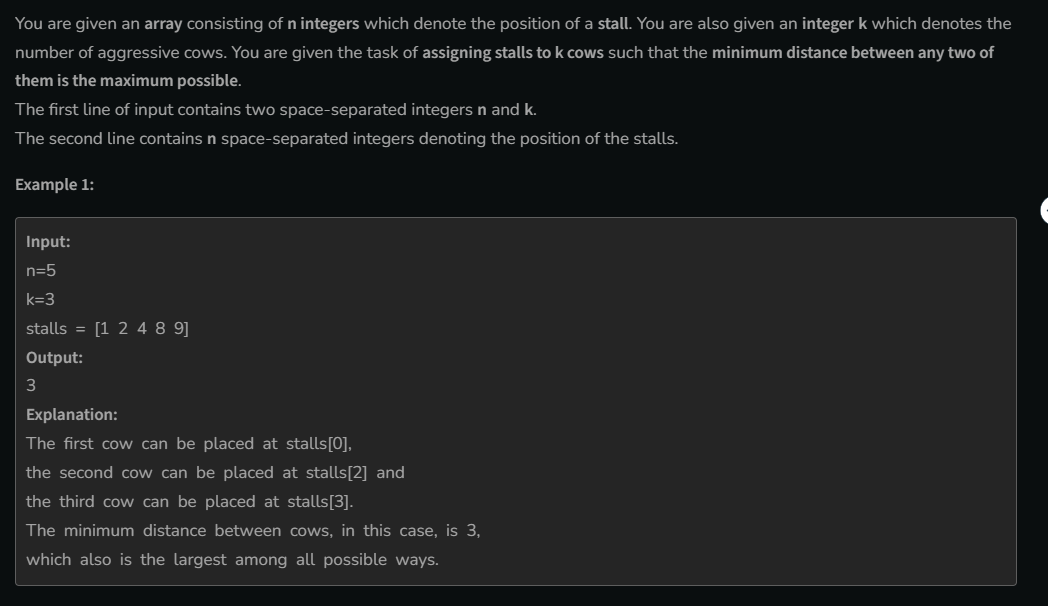 You are given an array consisting of n integers which denote the position of a stall. You are also given an integer k which denotes the
number of aggressive cows. You are given the task of assigning stalls to k cows such that the minimum distance between any two of
them is the maximum possible.
The first line of input contains two space-separated integers n and k.
The second line contains n space-separated integers denoting the position of the stalls.
Example 1:
Input:
n=5
k=3
stalls = [1 2 4 8 9]
Output:
3
Explanation:
The first cow can be placed at stalls[0],
the second cow can be placed at stalls[2] and
the third cow can be placed at stalls[3].
The minimum distance between cows, in this case, is 3,
which also is the largest among all possible ways.